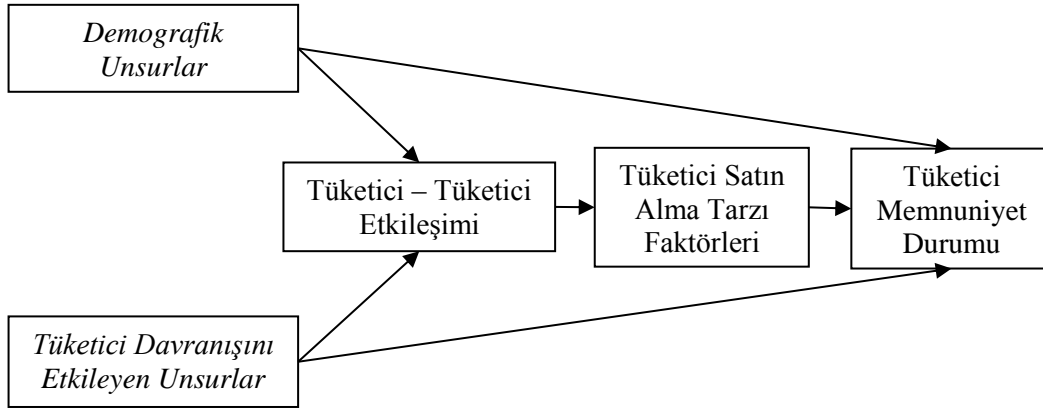 Demografik
Unsurlar
Tüketici – Tüketici
Etkileşimi
Tüketici Satın
Alma Tarzı
Faktörleri
Tüketici
Memnuniyet
Durumu
Tüketici Davranışını
Etkileyen Unsurlar